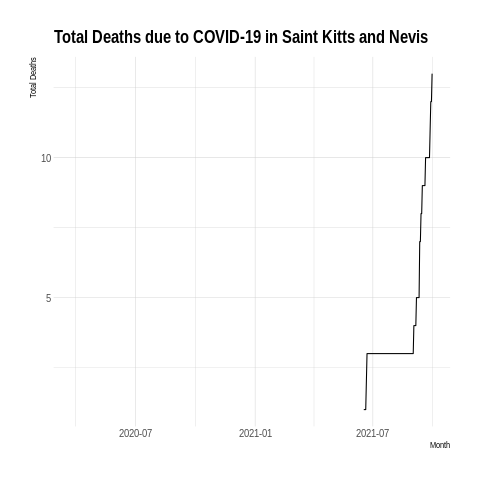 Total Deaths due to COVID-19 in Saint Kitts and Nevis
Total Deaths
10
5
2020-07
2021-01
2021-07
Month